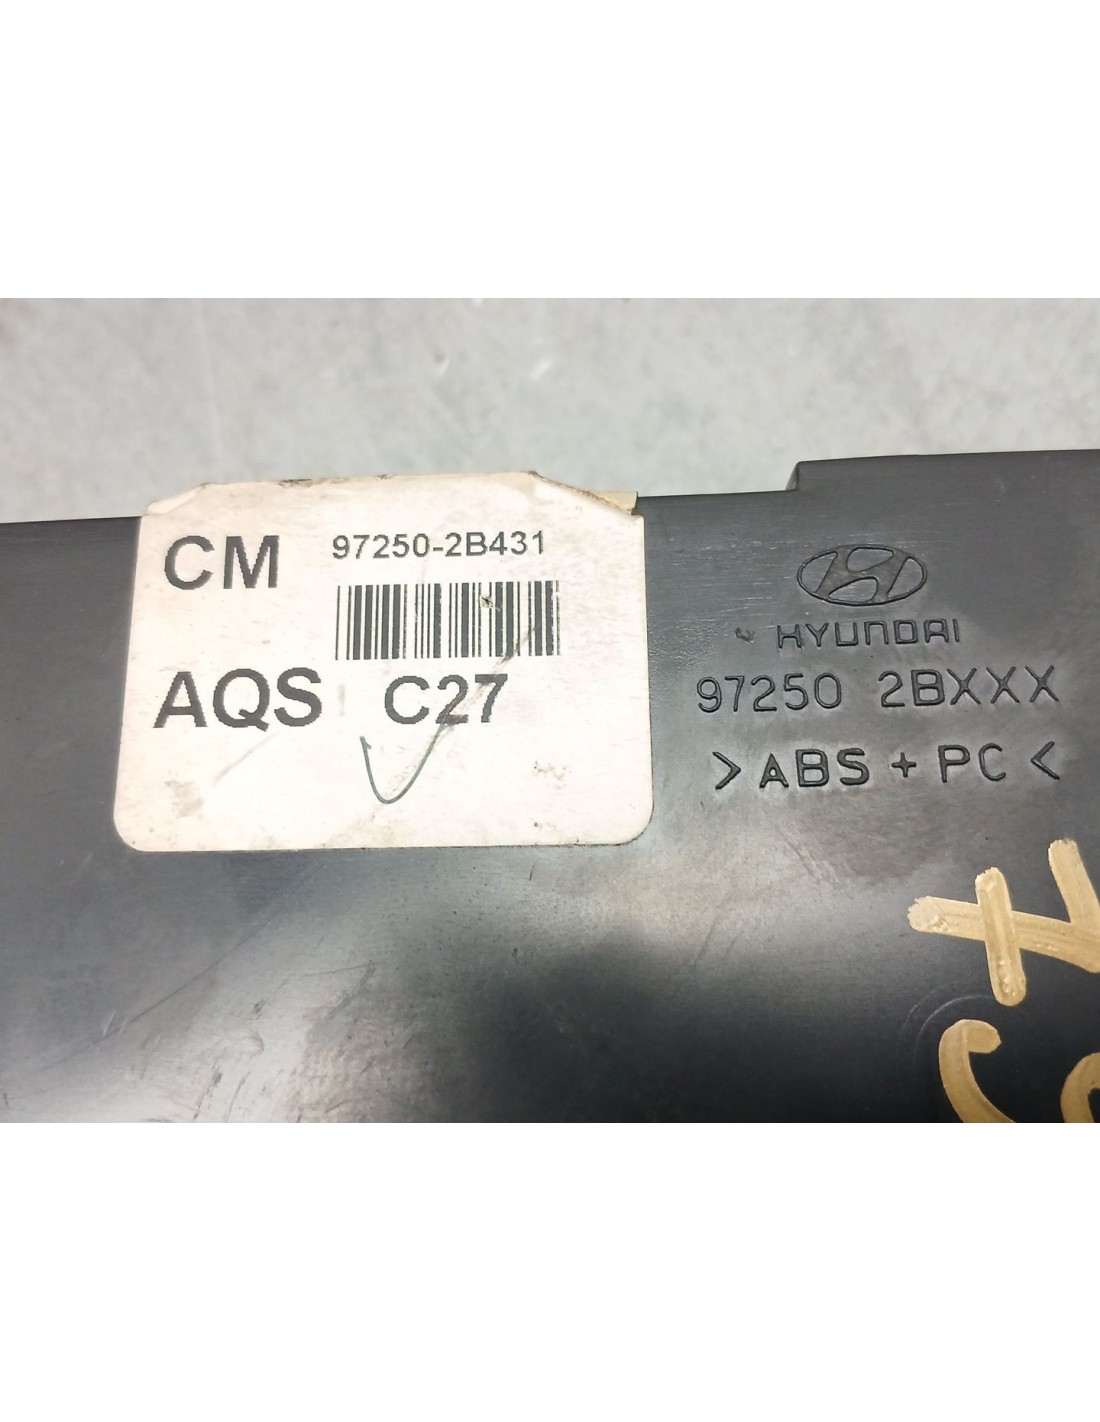 CM 97250-2B431
AQS C27
HYUNDAI
97250 2BXXX
>ABS+PC<